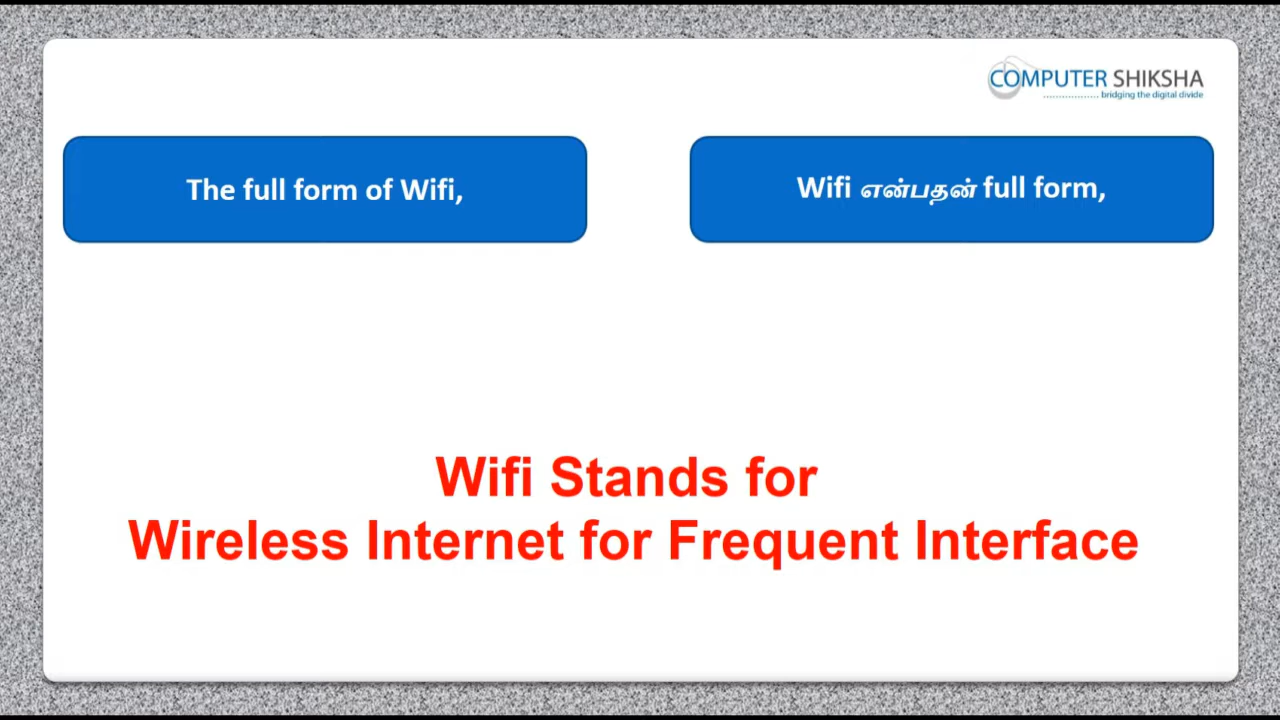 COMPUTER SHIKSHA
bridging the digital divide
The full form of Wifi,
Wifi என்பதன் full form,
Wifi Stands for
Wireless Internet for Frequent Interface